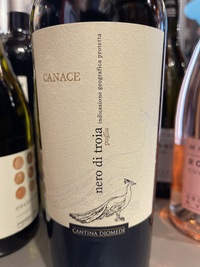 CANACE
nero di troia
puglia
indicazione geografica protetta
CANTINA DIOMEDE